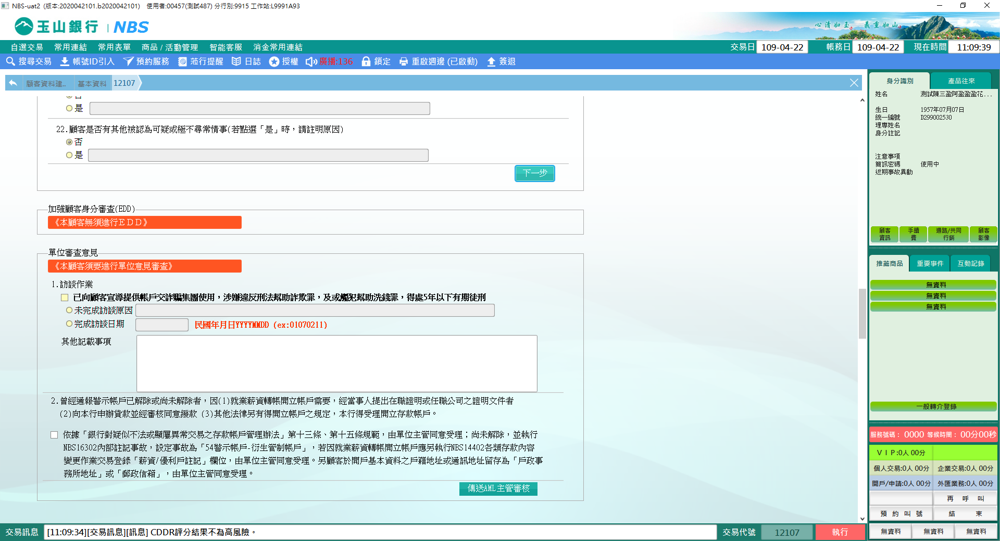 NBS-uat2 (版本:2020042101.b2020042101) 使用者:00457(測試487) 分行別:9915 工作站:L9991A93
玉山銀行 | NBS
心清如玉。義重如山。
自選交易 常用連結 常用表單 商品 / 活動管理 智能客服 消金常用連結 交易日 109-04-22 帳務日 109-04-22 現在時間 11:09:39
搜尋交易 帳號ID引入 預約服務 蒞行提醒 日誌 授權 廣播:136 鎖定 重啟週邊 (已啟動) 簽退
顧客資料建.. 基本資料 12107
否
是
22.顧客是否有其他被認為可疑或極不尋常情事(若點選「是」時,請註明原因)
否
是
下一步
加強顧客身分審查(EDD)
《本顧客無須進行ＥＤＤ》
單位審查意見
《本顧客須要進行單位意見審查》
1.訪談作業
已向顧客宣導提供帳戶交詐騙集團使用,涉嫌違反刑法幫助詐欺罪,及或觸犯幫助洗錢罪,得處5年以下有期徒刑
未完成訪談原因
完成訪談日期 民國年月日YYYYMMDD (ex:01070211)
其他記載事項
2.曾經通報警示帳戶已解除或尚未解除者,因(1)就業薪資轉帳開立帳戶需要,經當事人提出在職證明或任職公司之證明文件者
(2)向本行申辦貸款並經審核同意撥款 (3)其他法律另有得開立帳戶之規定,本行得受理開立存款帳戶。
依據「銀行對疑似不法或顯屬異常交易之存款帳戶管理辦法」第十三條、第十五條規範,由單位主管同意受理;尚未解除,並執行
NBS16302內部註記事故,設定事故為「54警示帳戶-衍生管制帳戶」,若因就業薪資轉帳開立帳戶應另執行NBS14402各類存款內容
變更作業交易登錄「薪資/優利戶註記」欄位,由單位主管同意受理。另顧客於開戶基本資料之戶籍地址或通訊地址留存為「戶政事
務所地址」或「郵政信箱」,由單位主管同意受理。
傳送AML主管審核
交易訊息 [11:09:34][交易訊息][訊息] CDDR評分結果不為高風險。 交易代號 12107 執行
身分識別 產品往來
姓名 測試陳三盈阿盈盈盈花...
生日 1957年07月07日
統一編號 D299002530
理專姓名
身分註記
注意事項
簡訊密碼 使用中
近期事故異動
顧客資訊 手續費 通路/共同行銷 顧客影像
推薦商品 重要事件 互動記錄
無資料
無資料
無資料
一般轉介登錄
服務號碼: 0000 等候時間: 00分00秒
ＶＩＰ:0人 00分
個人交易:0人 00分 企業交易:0人 00分
開戶/申請:0人 00分 外匯業務:0人 00分
再 呼 叫
預 約 叫 號 結 束
無資料 無資料 無資料